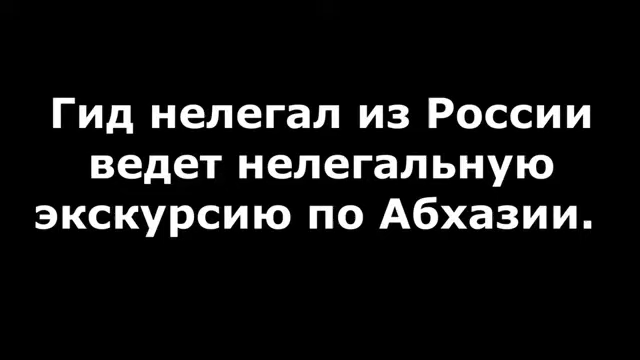 Гид нелегал из России
ведет нелегальную
экскурсию по Абхазии.